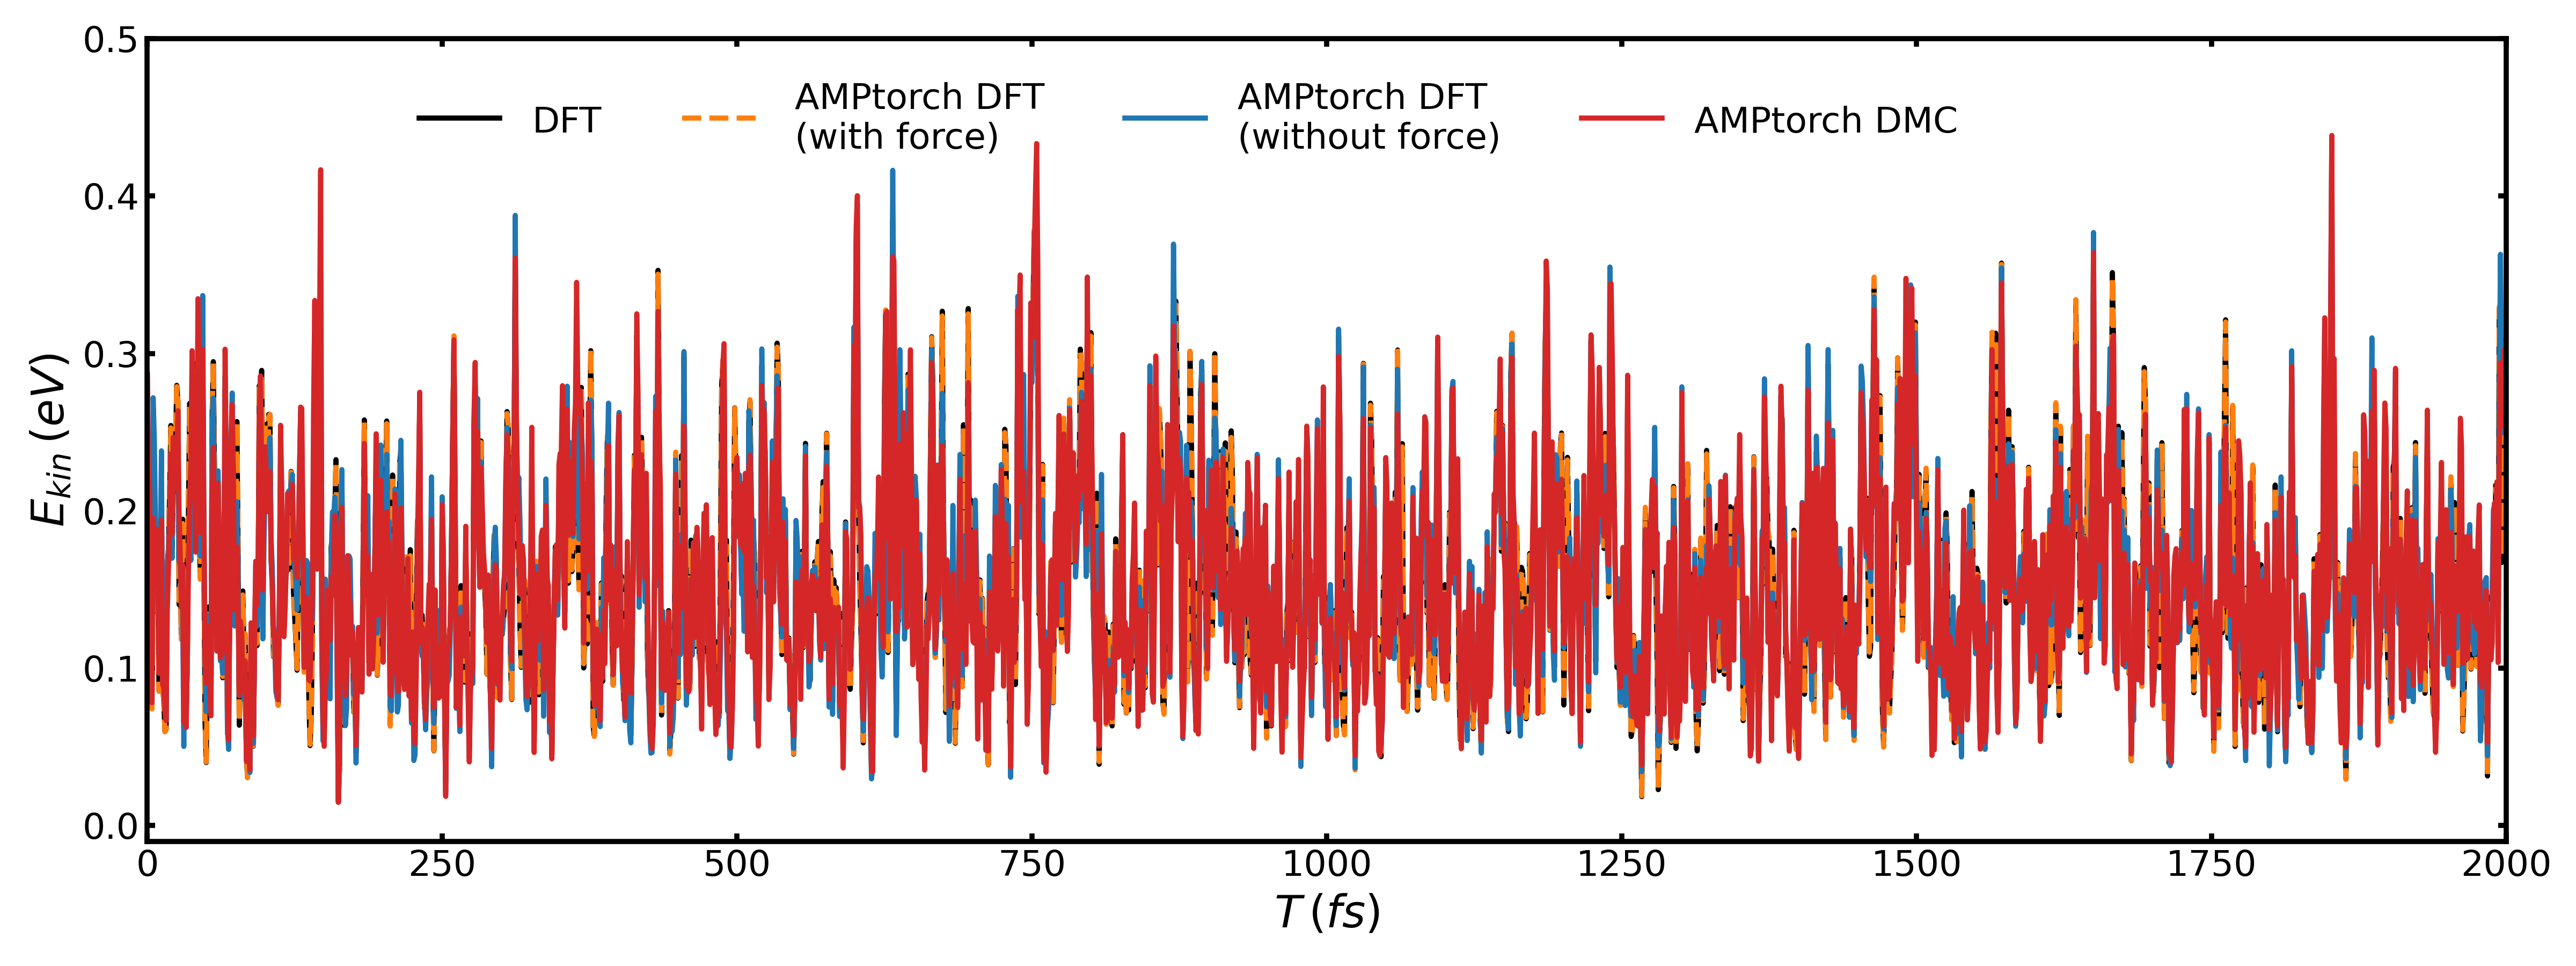 0.5
0.4
0.3
0.2
0.1
0.0
E_kin (eV)
DFT
AMPtorch DFT
(with force)
AMPtorch DFT
(without force)
AMPtorch DMC
0 250 500 750 1000 1250 1500 1750 2000
T (fs)